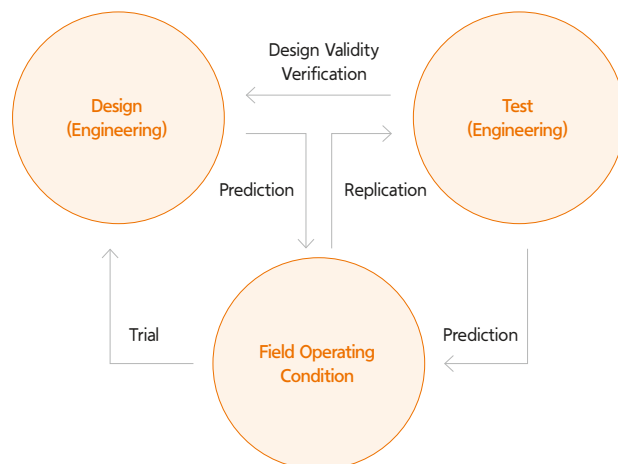 Design Validity
Verification
Design
(Engineering)
Test
(Engineering)
Prediction
Replication
Trial
Field Operating
Condition
Prediction